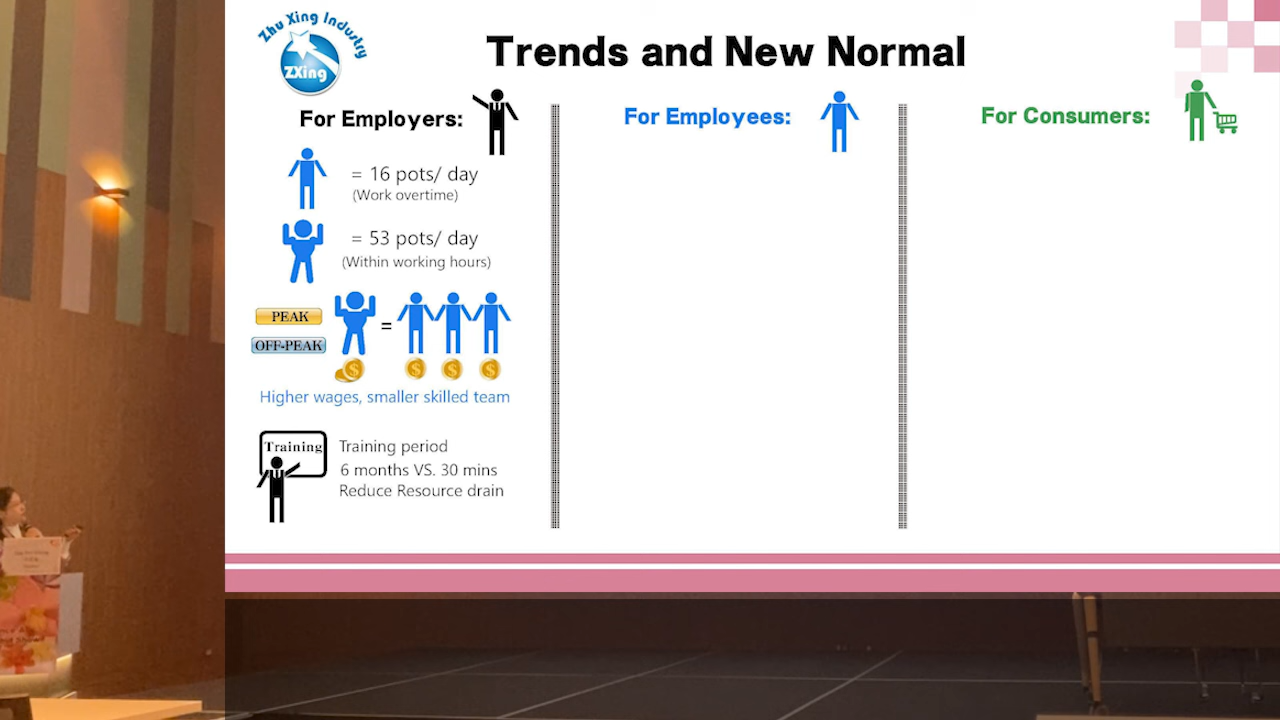 Zhu Xing Industry
ZXing
Trends and New Normal
For Employers:
= 16 pots/ day
(Work overtime)
= 53 pots/ day
(Within working hours)
PEAK
OFF-PEAK
=
Higher wages, smaller skilled team
Training
Training period
6 months VS. 30 mins
Reduce Resource drain
For Employees:
For Consumers: